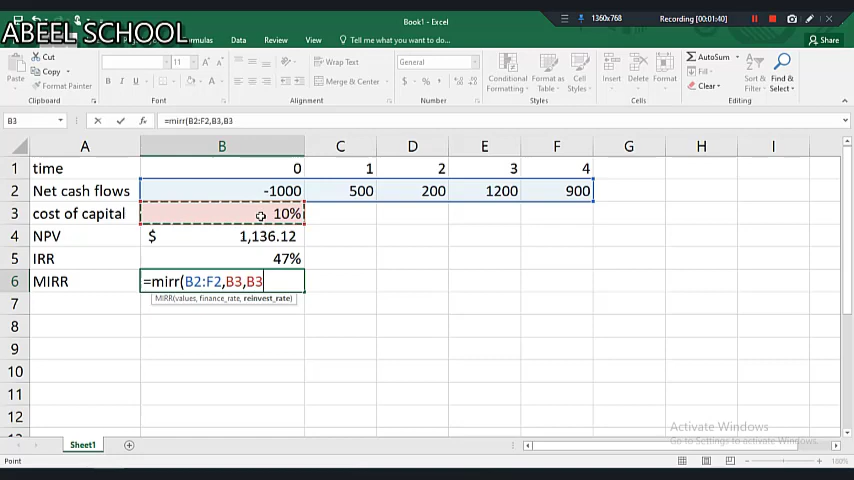 Book1 - Excel
1360x768
Recording [00:01:40]
ABEEL SCHOOL
Formulas Data Review View Tell me what you want to do... Share
Cut
Copy
Format Painter
Paste
Clipboard
11
B I U
Font
Wrap Text
Merge & Center
Alignment
General
$ % ,
Number
Conditional Formatting
Format as Table
Cell Styles
Styles
Insert Delete Format
Cells
AutoSum
Fill
Clear
Sort & Filter
Find & Select
Editing
B3 =mirr(B2:F2,B3,B3
A B C D E F G H I
1 time 0 1 2 3 4
2 Net cash flows -1000 500 200 1200 900
3 cost of capital 10%
4 NPV $ 1,136.12
5 IRR 47%
6 MIRR =mirr(B2:F2,B3,B3
MIRR(values, finance_rate, reinvest_rate)
7
8
9
10
11
12
Activate Windows
Go to Settings to activate Windows.
Sheet1
Point
100%